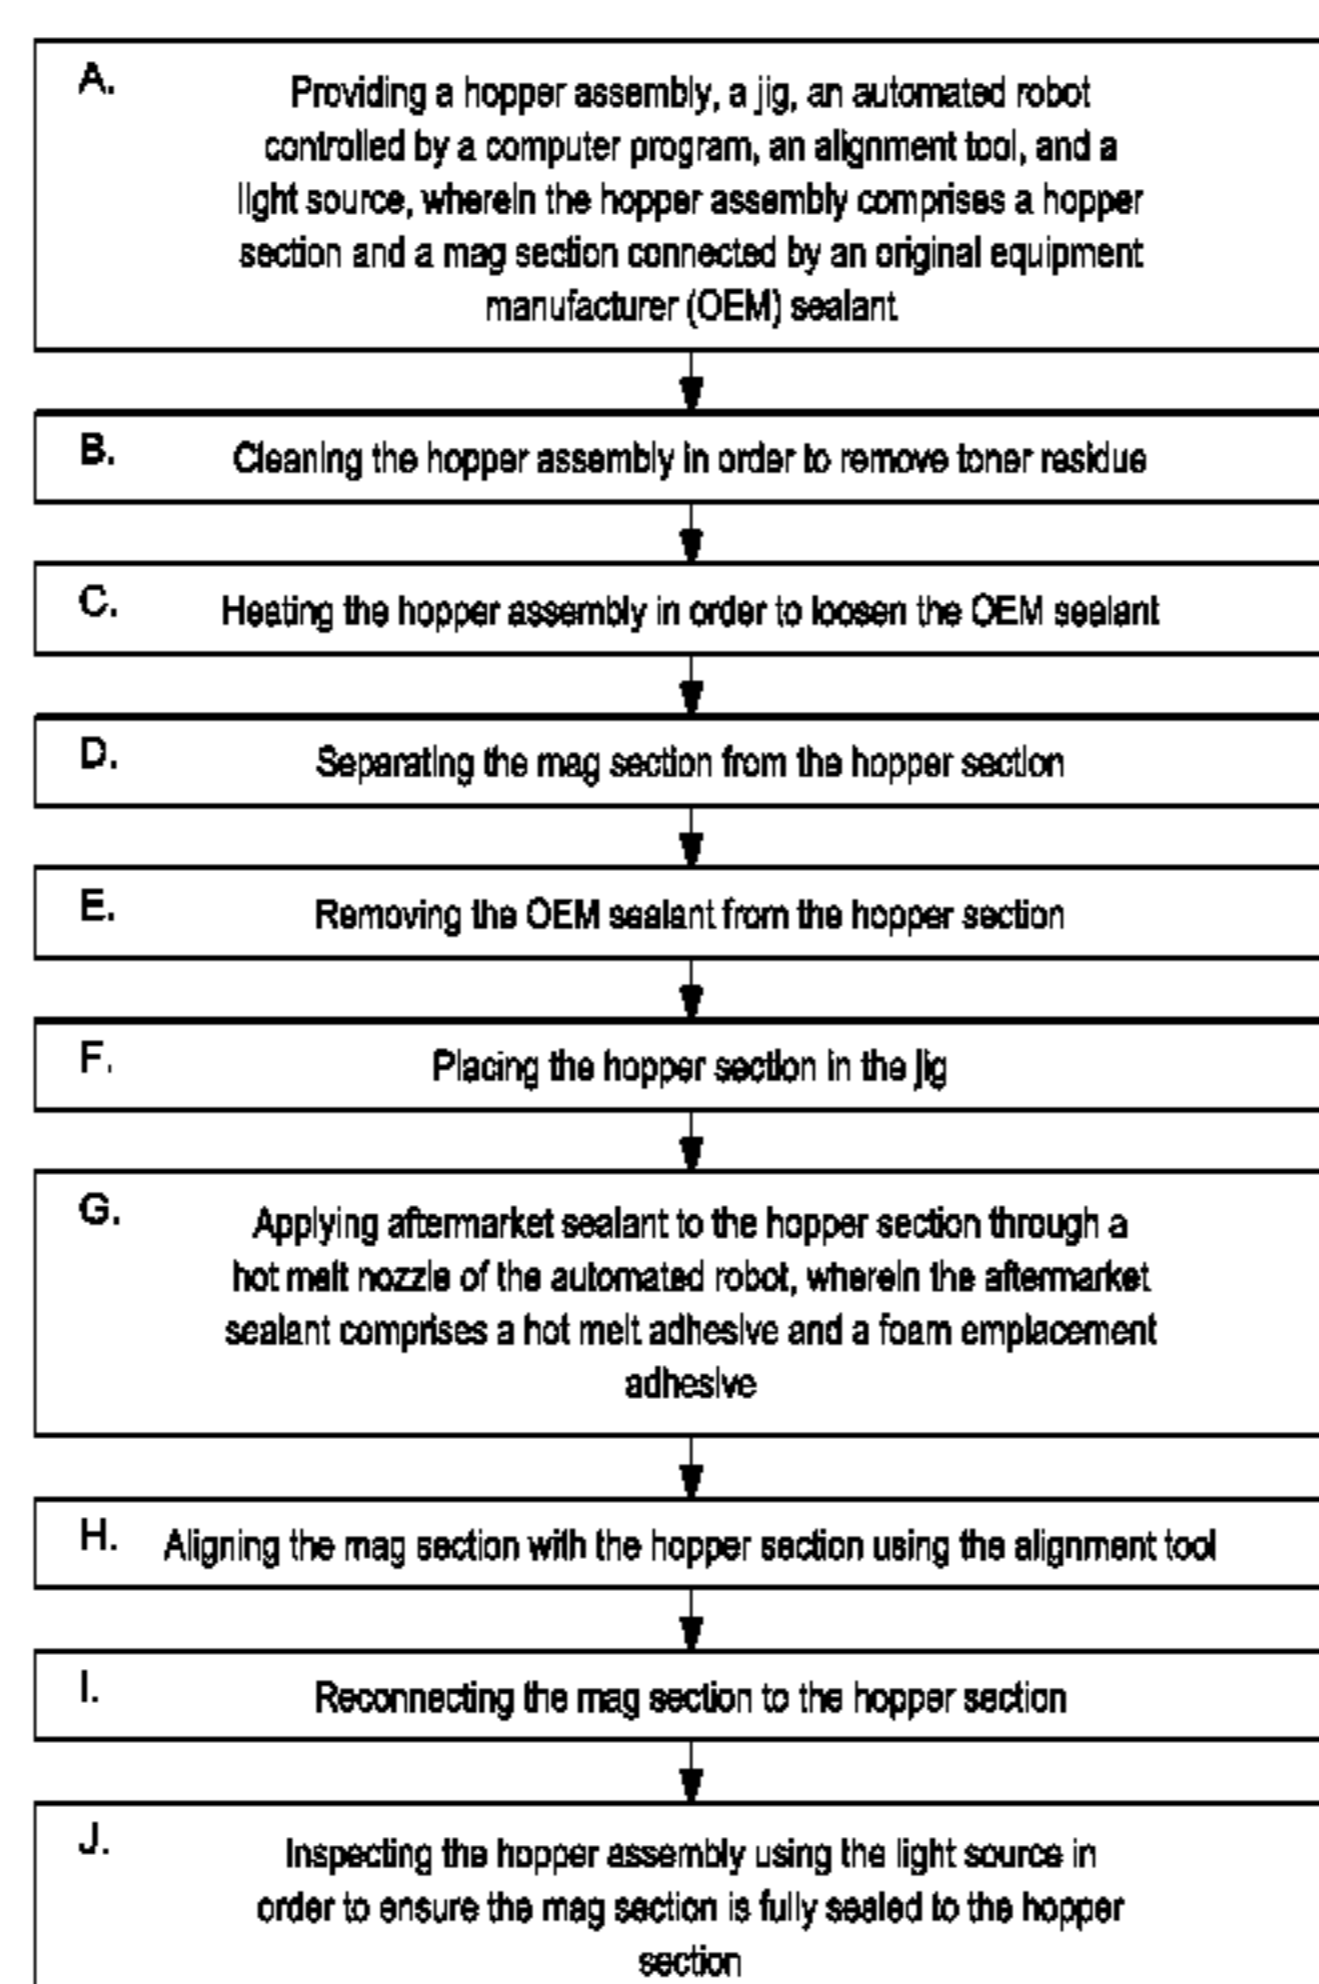 A.
Providing a hopper assembly, a jig, an automated robot
controlled by a computer program, an alignment tool, and a
light source, wherein the hopper assembly comprises a hopper
section and a mag section connected by an original equipment
manufacturer (OEM) sealant
B. Cleaning the hopper assembly in order to remove toner residue
C. Heating the hopper assembly in order to loosen the OEM sealant
D. Separating the mag section from the hopper section
E. Removing the OEM sealant from the hopper section
F. Placing the hopper section in the jig
G.
Applying aftermarket sealant to the hopper section through a
hot melt nozzle of the automated robot, wherein the aftermarket
sealant comprises a hot melt adhesive and a foam emplacement
adhesive
H. Aligning the mag section with the hopper section using the alignment tool
I. Reconnecting the mag section to the hopper section
J.
Inspecting the hopper assembly using the light source in
order to ensure the mag section is fully sealed to the hopper
section